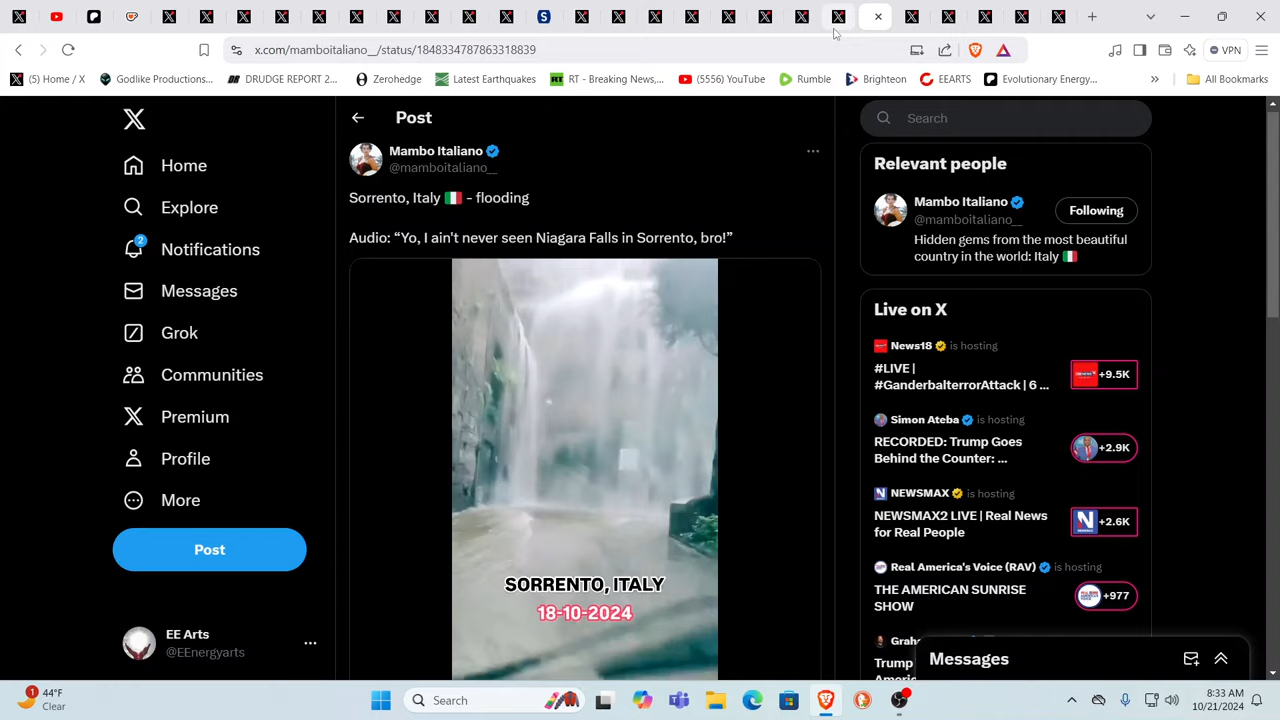 x.com/mamboitaliano__/status/1848334787863318839
VPN
(5) Home / X
Godlike Productions...
DRUDGE REPORT 2...
Zerohedge
Latest Earthquakes
RT - Breaking News,...
(5555) YouTube
Rumble
Brighteon
EEARTS
Evolutionary Energy...
»
All Bookmarks
Home
Explore
2
Notifications
Messages
Grok
Communities
Premium
Profile
More
Post
EE Arts
@EEnergyarts
Post
Mambo Italiano
@mamboitaliano__
Sorrento, Italy 🇮🇹 - flooding
Audio: “Yo, I ain't never seen Niagara Falls in Sorrento, bro!”
SORRENTO, ITALY
18-10-2024
Search
Relevant people
Mambo Italiano
@mamboitaliano__
Following
Hidden gems from the most beautiful
country in the world: Italy 🇮🇹
Live on X
News18 is hosting
#LIVE |
#GanderbalterrorAttack | 6 ...
+9.5K
Simon Ateba is hosting
RECORDED: Trump Goes
Behind the Counter: ...
+2.9K
NEWSMAX is hosting
NEWSMAX2 LIVE | Real News
for Real People
+2.6K
Real America's Voice (RAV) is hosting
THE AMERICAN SUNRISE
SHOW
+977
Messages
1
44°F
Clear
Search
8:33 AM
10/21/2024